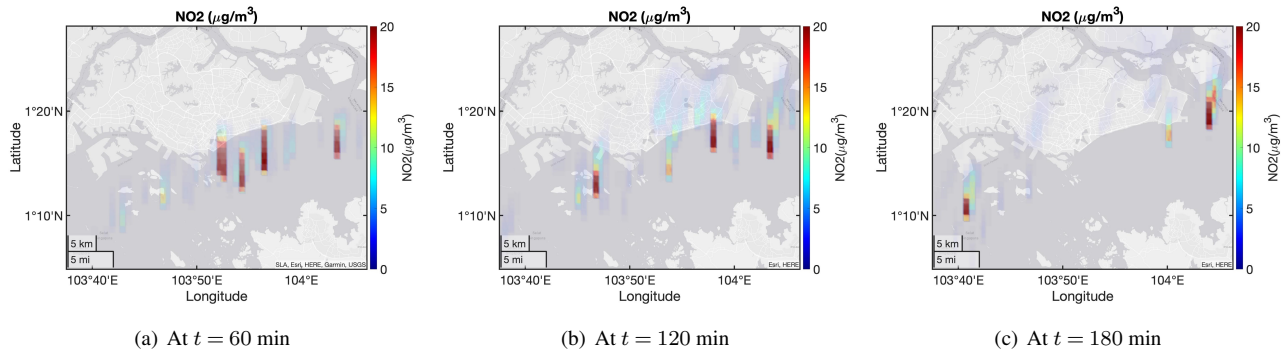 NO2 (μg/m³)
1°20'N
1°10'N
Latitude
103°40'E
103°50'E
104°E
Longitude
5 km
5 mi
SLA, Esri, HERE, Garmin, USGS
20
15
10
5
0
NO2(μg/m³)
(a) At t = 60 min
NO2 (μg/m³)
1°20'N
1°10'N
Latitude
103°40'E
103°50'E
104°E
Longitude
5 km
5 mi
Esri, HERE
20
15
10
5
0
NO2(μg/m³)
(b) At t = 120 min
NO2 (μg/m³)
1°20'N
1°10'N
Latitude
103°40'E
103°50'E
104°E
Longitude
5 km
5 mi
Esri, HERE
20
15
10
5
0
NO2(μg/m³)
(c) At t = 180 min